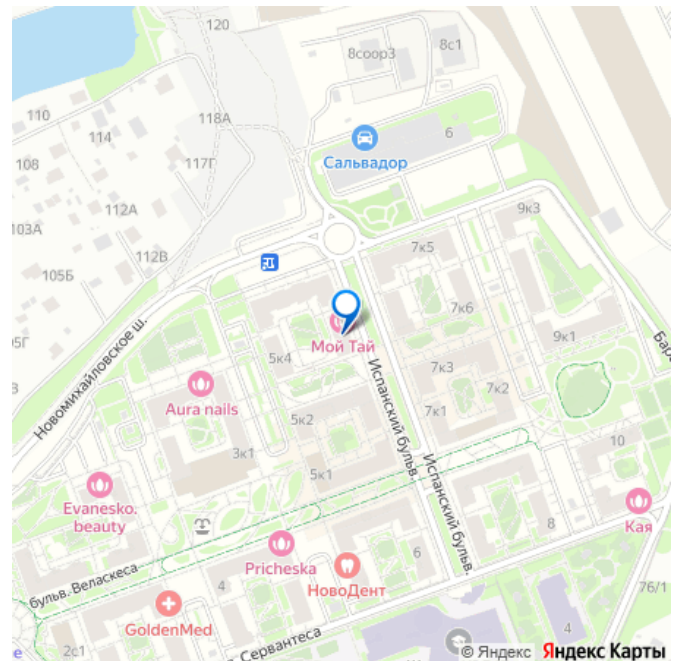 120
8соор3
8с1
110
118А
114
6
Сальвадор
108
117Г
112А
9к3
103А
7к5
112В
105Б
7к6
Мой Тай
5к4
9к1
Новомихайловское ш.
Aura nails
7к3
7к2
Испанский бульв.
5к2
7к1
3к1
10
5к1
Испанский бульв.
Evanesko.
beauty
Кая
8
Pricheska
6
бульв. Веласкеса
НовоДент
4
76/1
GoldenMed
4
Сервантеса
2с1
© Яндекс Яндекс Карты